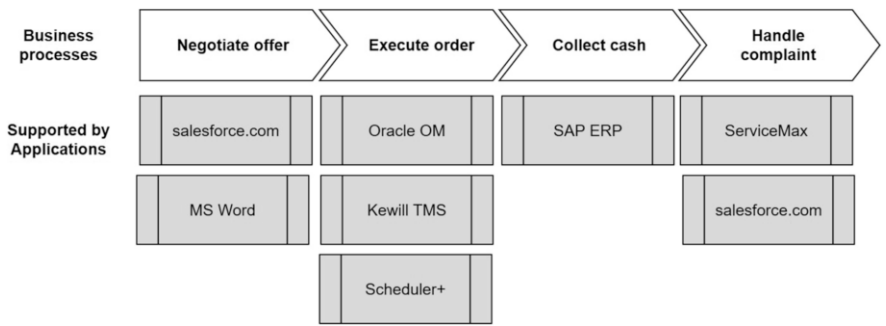 Business
processes
Negotiate offer
Execute order
Collect cash
Handle
complaint
Supported by
Applications
salesforce.com
Oracle OM
SAP ERP
ServiceMax
MS Word
Kewill TMS
salesforce.com
Scheduler+